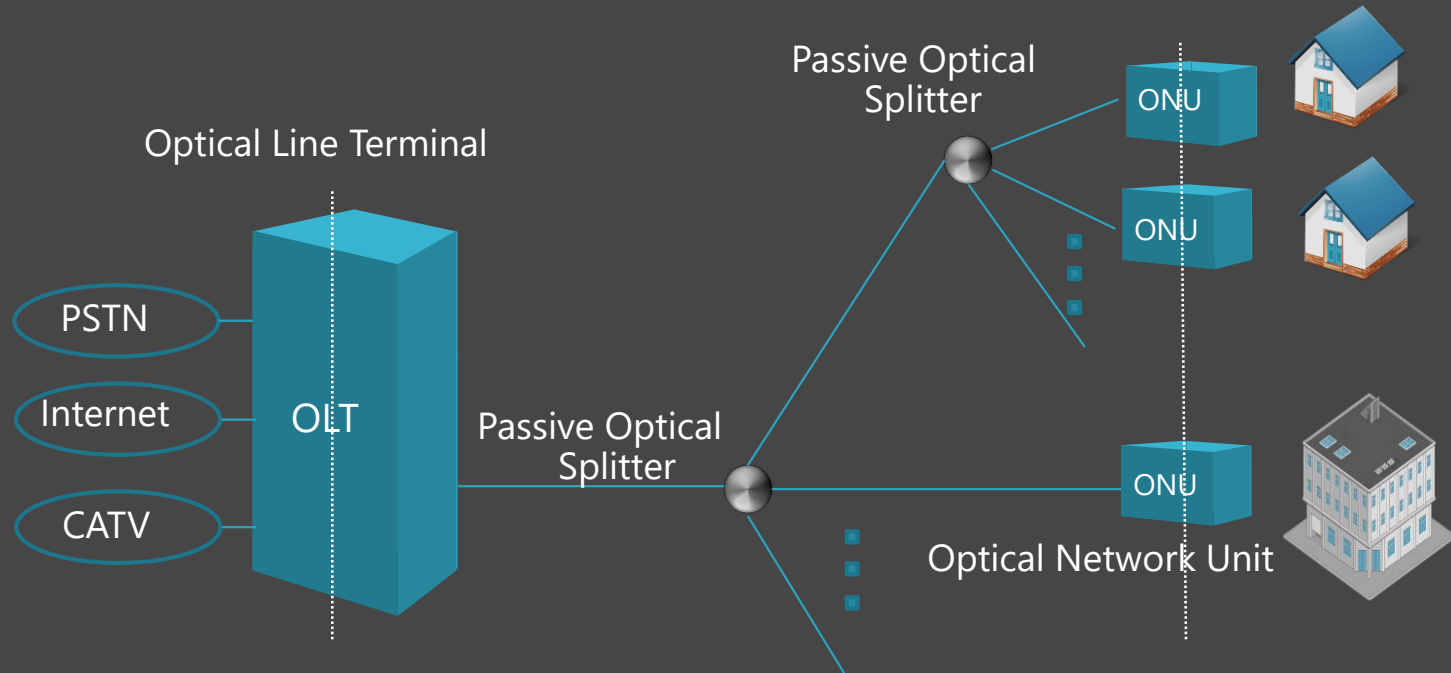 Passive Optical
Splitter
ONU
Optical Line Terminal
ONU
PSTN
Internet
OLT
Passive Optical
Splitter
ONU
CATV
Optical Network Unit